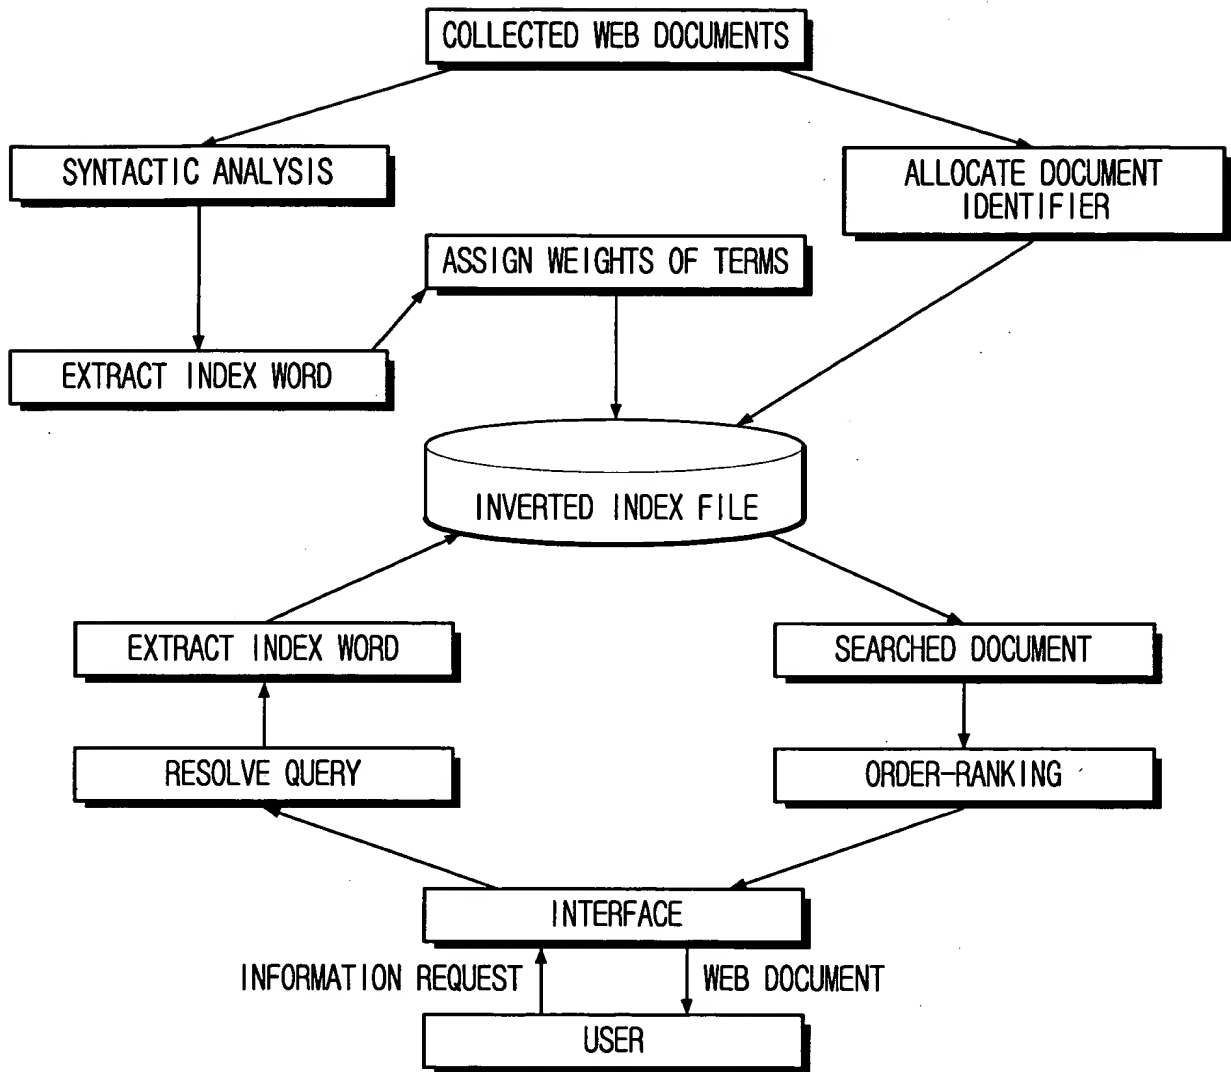 COLLECTED WEB DOCUMENTS
SYNTACTIC ANALYSIS
ALLOCATE DOCUMENT
IDENTIFIER
ASSIGN WEIGHTS OF TERMS
EXTRACT INDEX WORD
INVERTED INDEX FILE
EXTRACT INDEX WORD
SEARCHED DOCUMENT
RESOLVE QUERY
ORDER-RANKING
INTERFACE
INFORMATION REQUEST
WEB DOCUMENT
USER